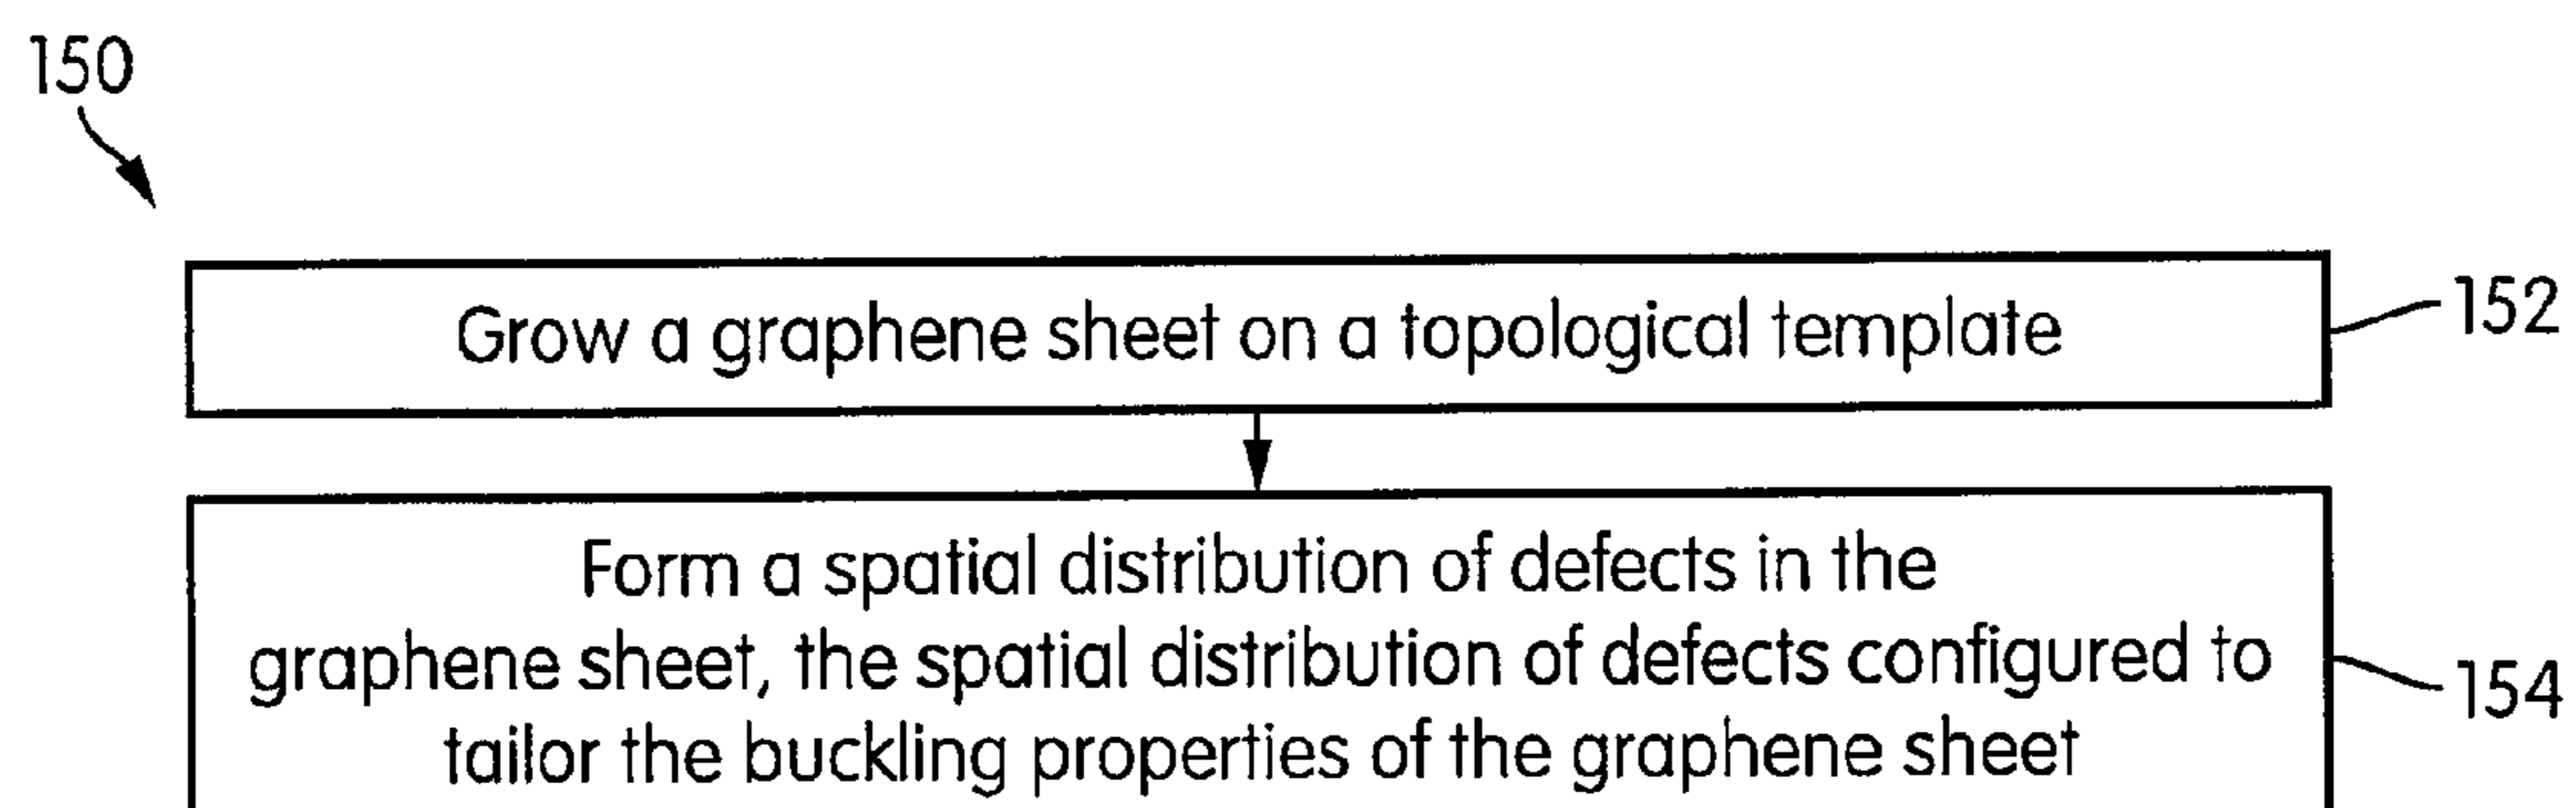 150
Grow a graphene sheet on a topological template
152
Form a spatial distribution of defects in the
graphene sheet, the spatial distribution of defects configured to
tailor the buckling properties of the graphene sheet
154